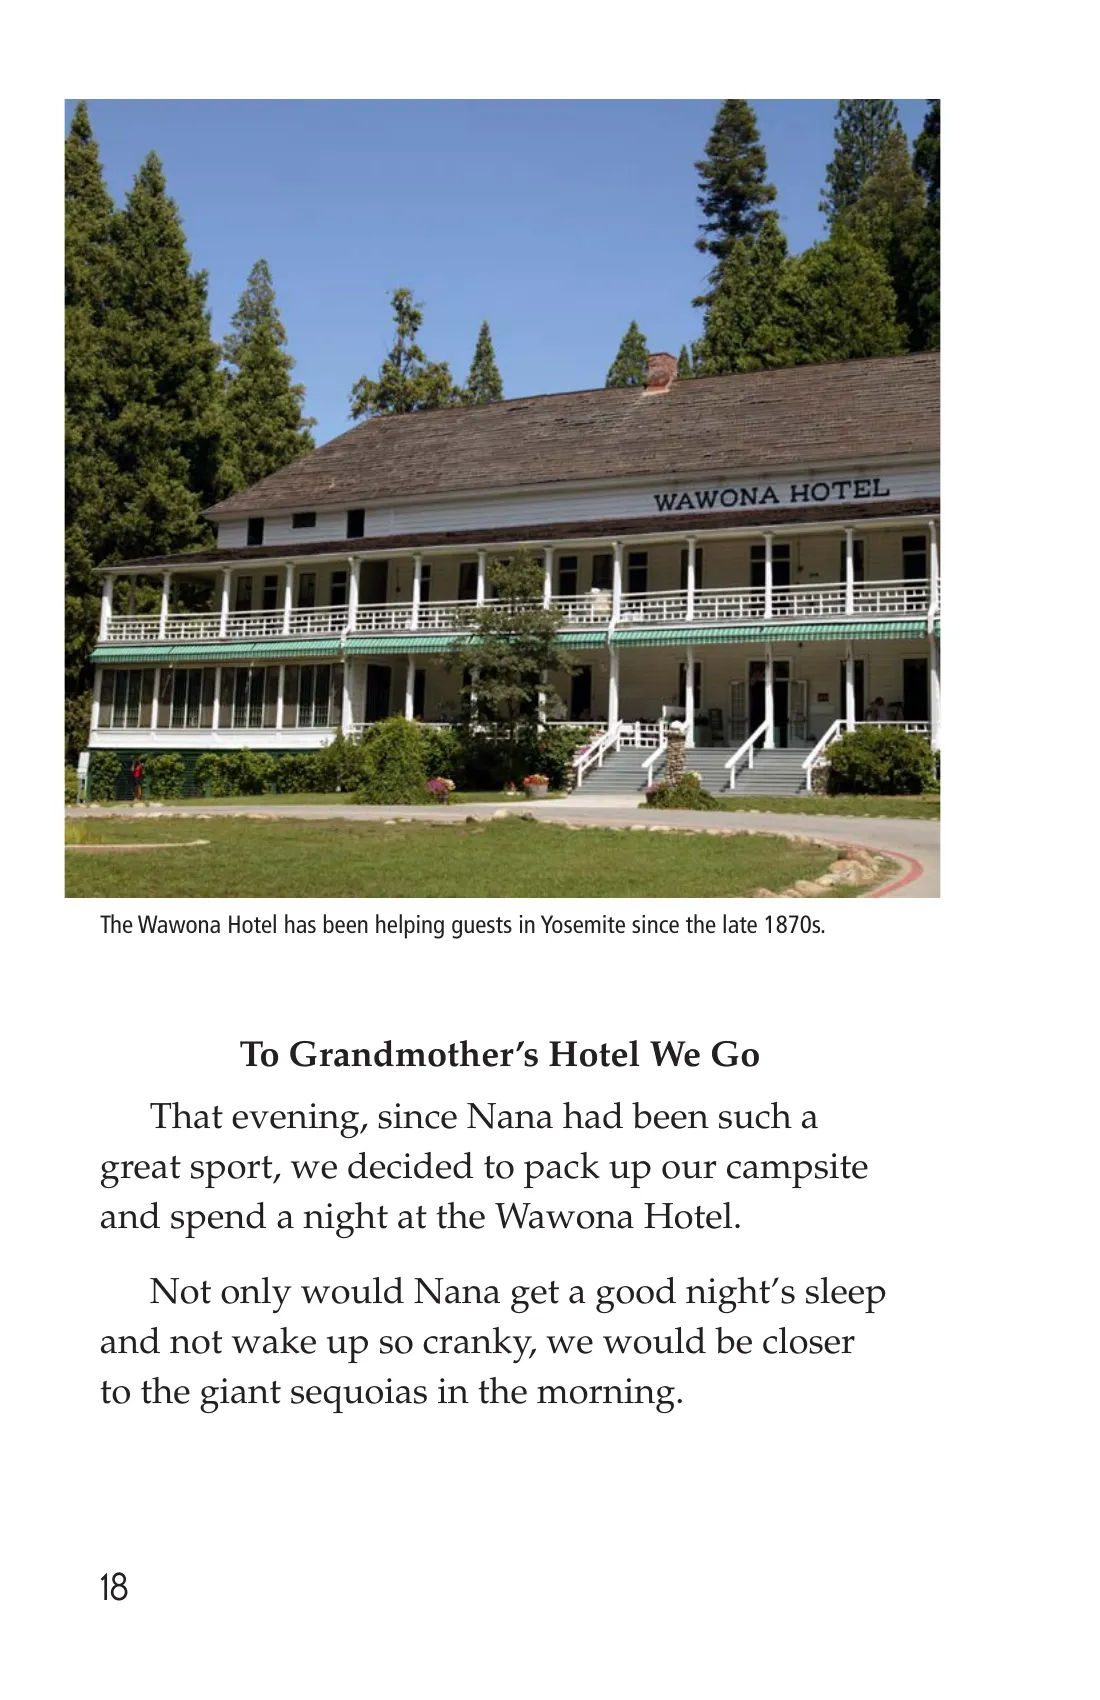 WAWONA HOTEL
The Wawona Hotel has been helping guests in Yosemite since the late 1870s.
To Grandmother’s Hotel We Go
That evening, since Nana had been such a
great sport, we decided to pack up our campsite
and spend a night at the Wawona Hotel.
Not only would Nana get a good night’s sleep
and not wake up so cranky, we would be closer
to the giant sequoias in the morning.
18